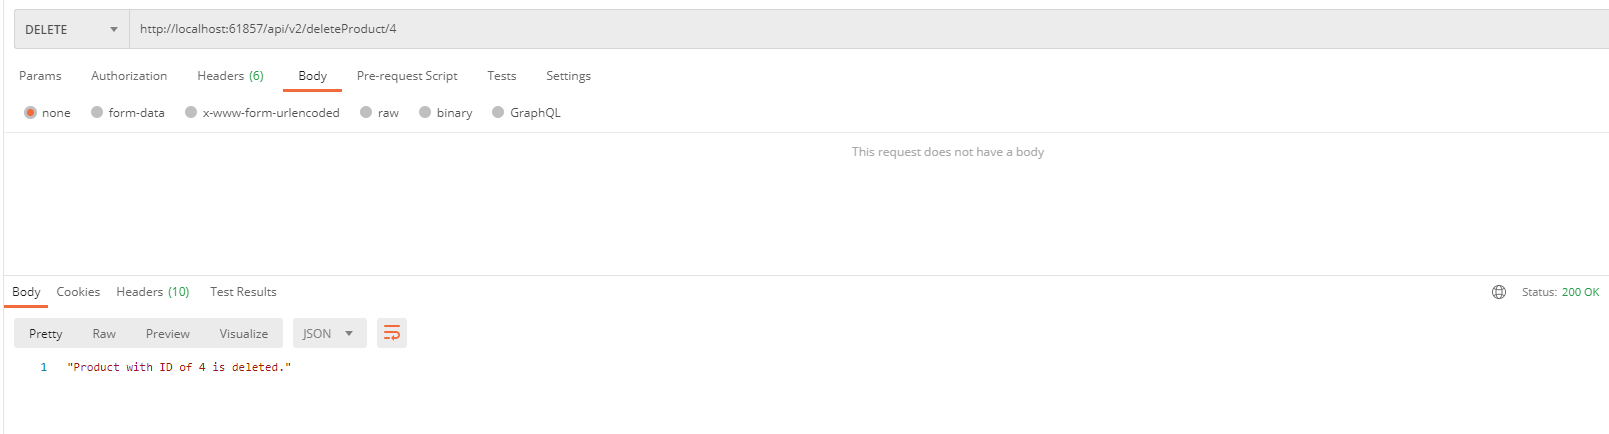 DELETE http://localhost:61857/api/v2/deleteProduct/4
Params Authorization Headers (6) Body Pre-request Script Tests Settings
none form-data x-www-form-urlencoded raw binary GraphQL
This request does not have a body
Body Cookies Headers (10) Test Results Status: 200 OK
Pretty Raw Preview Visualize JSON
1 "Product with ID of 4 is deleted."